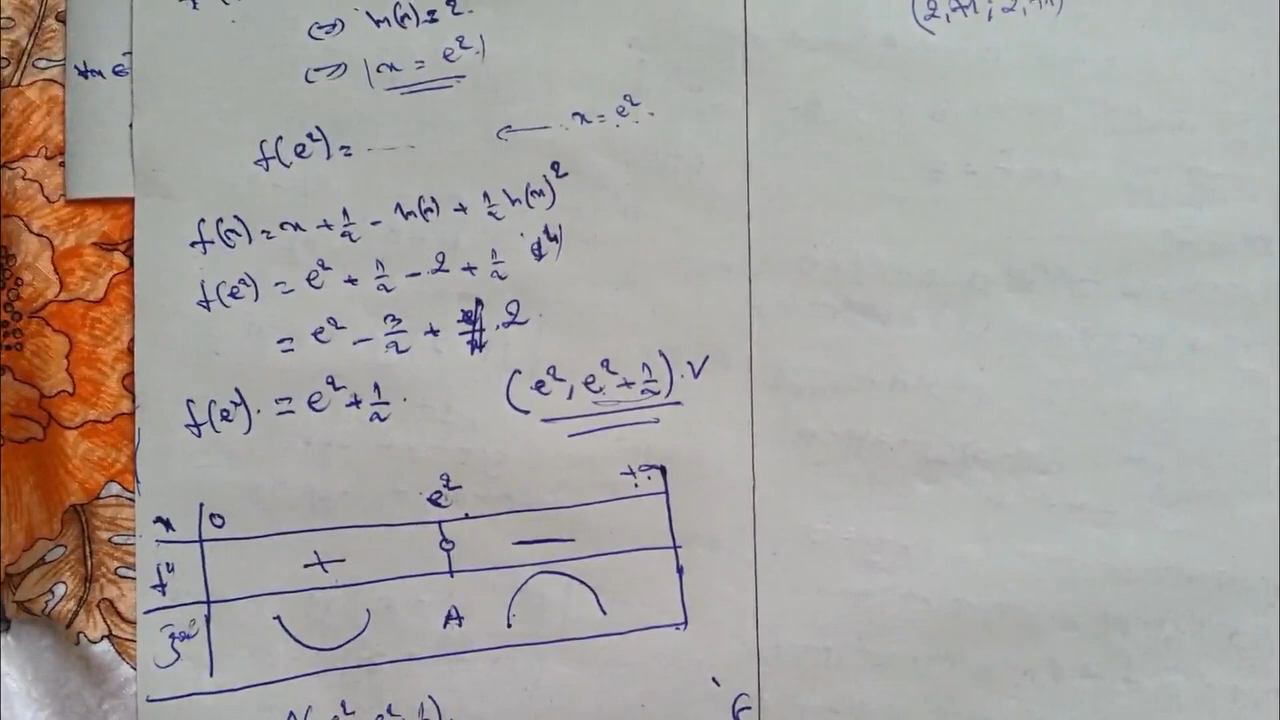 ⇔ ln(x) = 2.
∀x ∈
⇔ x = e².
f(e²) = ..... ← x = e²
f(x) = x + 1/2 - ln(x) + 1/2 ln(x)²
f(e²) = e² + 1/2 - 2 + 1/2
= e² - 3/2 + 2.
f(e²) = e² + 1/2. (e², e² + 1/2). V
x 0 e² +∞
f" + 0 -
A